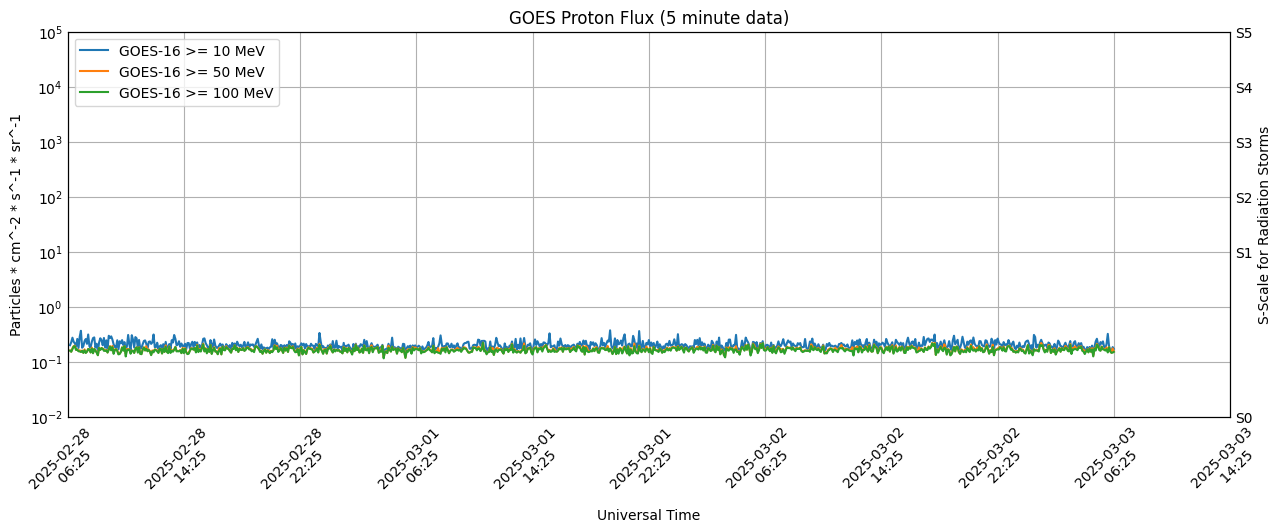 GOES Proton Flux (5 minute data)
GOES-16 >= 10 MeV
GOES-16 >= 50 MeV
GOES-16 >= 100 MeV
Particles * cm^-2 * s^-1 * sr^-1
10^5
10^4
10^3
10^2
10^1
10^0
10^-1
10^-2
S5
S4
S3
S2
S1
S0
S-Scale for Radiation Storms
2025-02-28
06:25
2025-02-28
14:25
2025-02-28
22:25
2025-03-01
06:25
2025-03-01
14:25
2025-03-01
22:25
2025-03-02
06:25
2025-03-02
14:25
2025-03-02
22:25
2025-03-03
06:25
2025-03-03
14:25
Universal Time